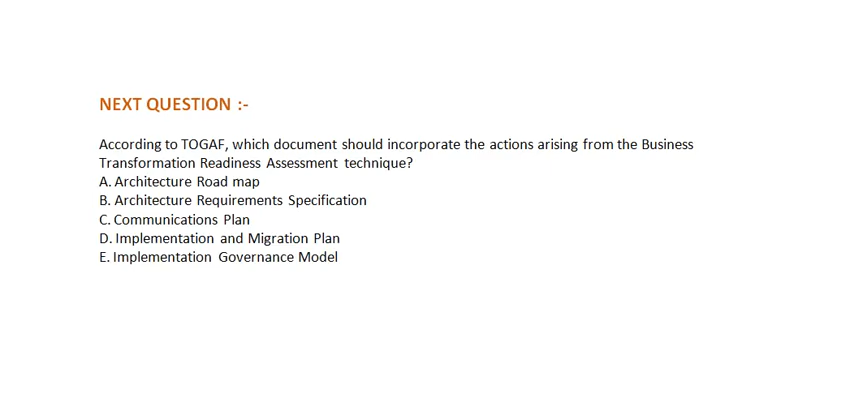 NEXT QUESTION :-
According to TOGAF, which document should incorporate the actions arising from the Business
Transformation Readiness Assessment technique?
A. Architecture Road map
B. Architecture Requirements Specification
C. Communications Plan
D. Implementation and Migration Plan
E. Implementation Governance Model